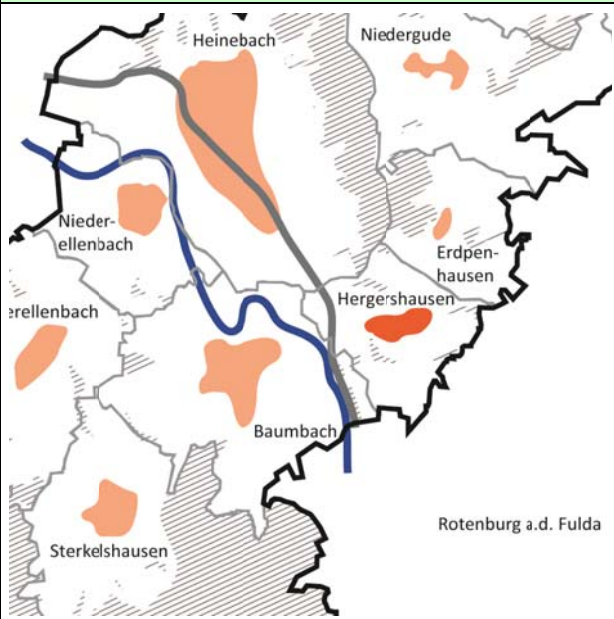 Heinebach
Niedergude
Nieder-
ellenbach
Erdpen-
hausen
Hergershausen
erellenbach
Baumbach
Rotenburg a.d. Fulda
Sterkelshausen